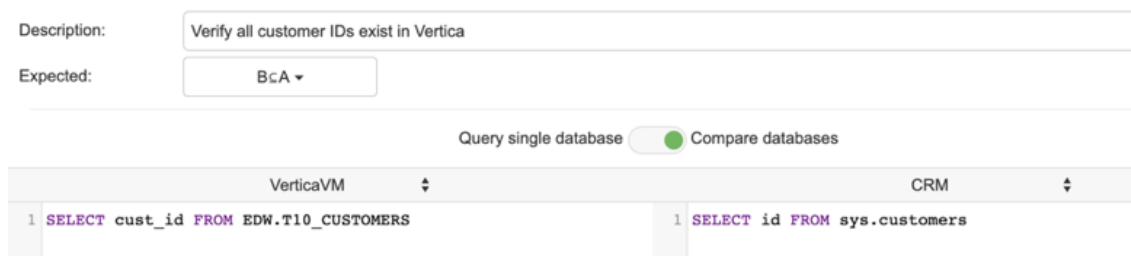 Description: Verify all customer IDs exist in Vertica
Expected: B⊆A
Query single database Compare databases
VerticaVM CRM
1 SELECT cust_id FROM EDW.T10_CUSTOMERS 1 SELECT id FROM sys.customers